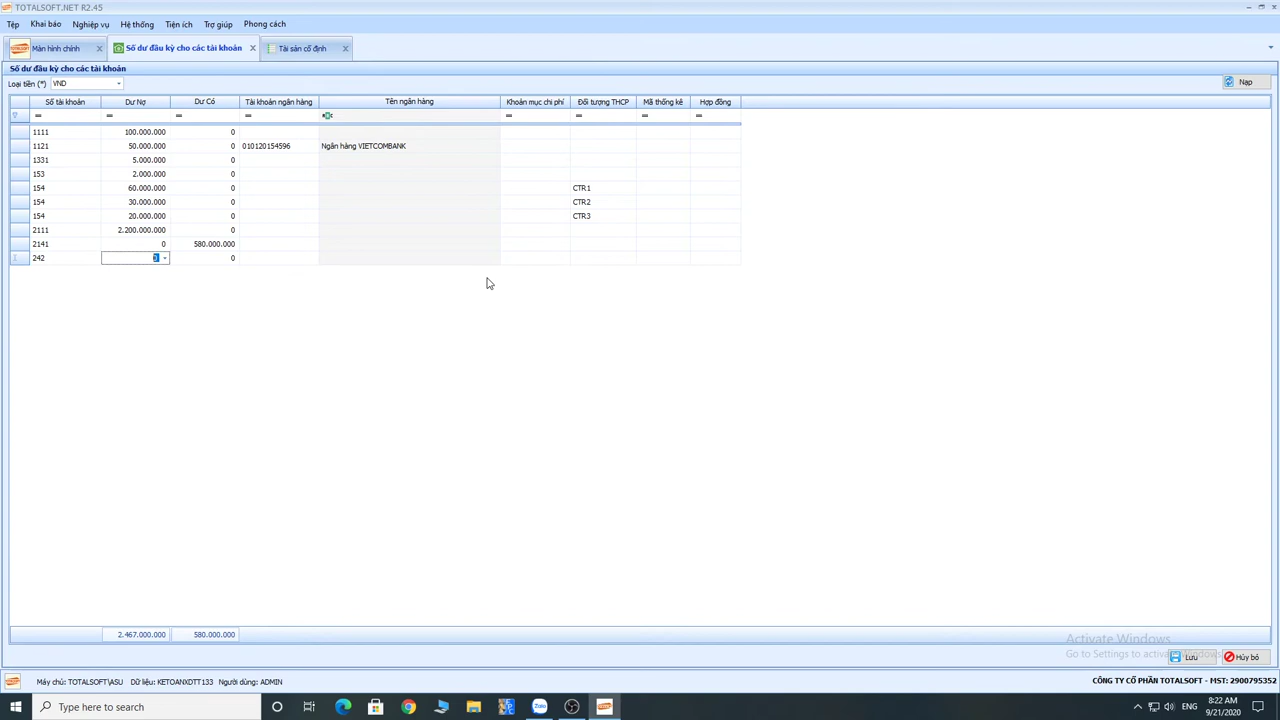 TOTALSOFT.NET R2.45
Tệp Khai báo Nghiệp vụ Hệ thống Tiện ích Trợ giúp Phong cách
Màn hình chính Số dư đầu kỳ cho các tài khoản Tài sản cố định
Số dư đầu kỳ cho các tài khoản
Loại tiền (*) VND Nạp
Số tài khoản Dư Nợ Dư Có Tài khoản ngân hàng Tên ngân hàng Khoản mục chi phí Đối tượng THCP Mã thống kê Hợp đồng
= = = = = = = =
1111 100.000.000 0
1121 50.000.000 0 010120154596 Ngân hàng VIETCOMBANK
1331 5.000.000 0
153 2.000.000 0
154 60.000.000 0 CTR1
154 30.000.000 0 CTR2
154 20.000.000 0 CTR3
2111 2.200.000.000 0
2141 0 580.000.000
242 0 0
2.467.000.000 580.000.000
Activate Windows
Go to Settings to activate Windows.
Lưu Hủy bỏ
Máy chủ: TOTALSOFT\ASU Dữ liệu: KETOANXDTT133 Người dùng: ADMIN CÔNG TY CỔ PHẦN TOTALSOFT - MST: 2900795352
Type here to search Zalo ENG 8:22 AM
9/21/2020